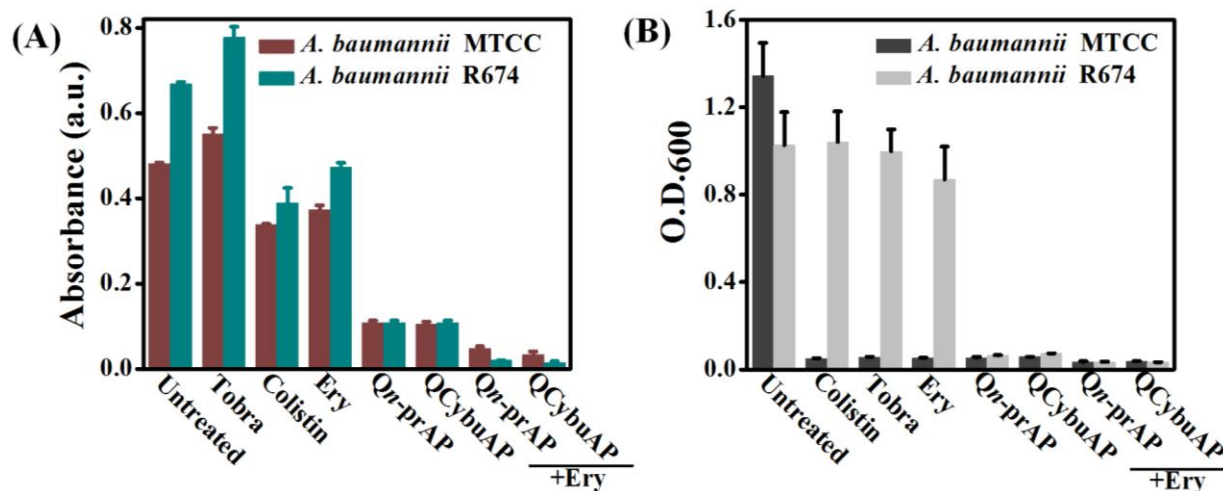 (A)
Absorbance (a.u.)
0.8
0.6
0.4
0.2
0.0
A. baumannii MTCC
A. baumannii R674
Untreated
Tobra
Colistin
Ery
Qn-prAP
QCybuAP
Qn-prAP
QCybuAP
+Ery
(B)
O.D.600
1.6
1.2
0.8
0.4
0.0
A. baumannii MTCC
A. baumannii R674
Untreated
Colistin
Tobra
Ery
Qn-prAP
QCybuAP
Qn-prAP
QCybuAP
+Ery